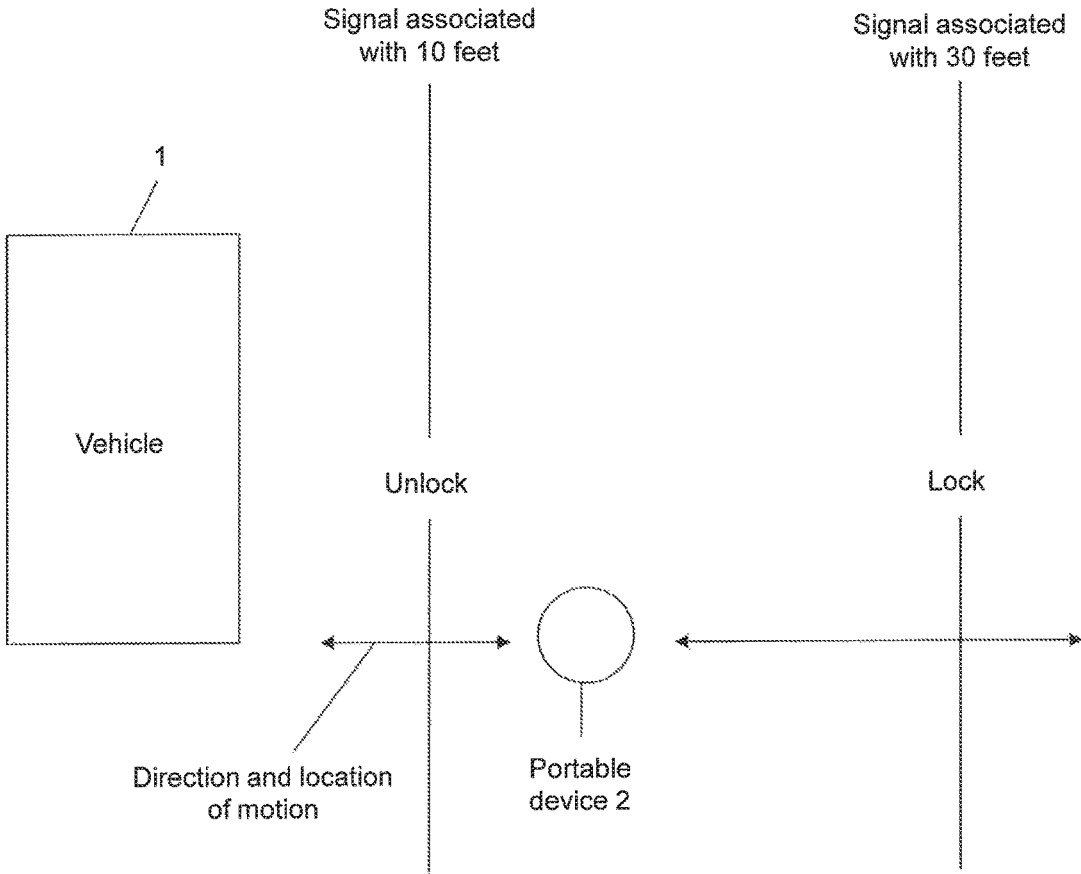 Signal associated
with 10 feet
Signal associated
with 30 feet
1
Vehicle
Unlock
Lock
Direction and location
of motion
Portable
device 2